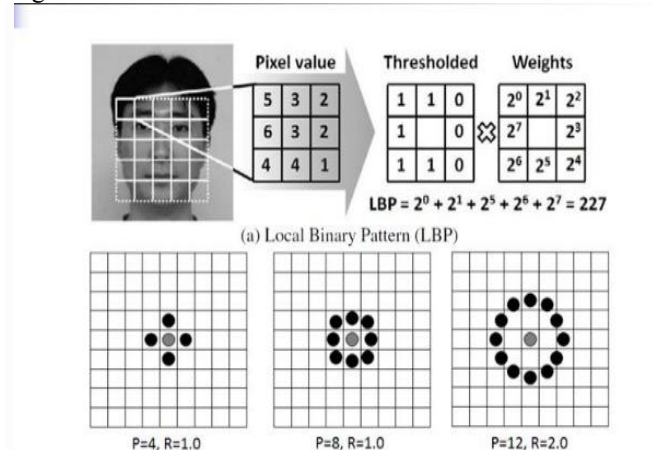 Pixel value Thresholded Weights
5 3 2 1 1 0 2⁰ 2¹ 2²
6 3 2 1 0 2⁷ 2³
4 4 1 1 1 0 2⁶ 2⁵ 2⁴
LBP = 2⁰ + 2¹ + 2⁵ + 2⁶ + 2⁷ = 227
(a) Local Binary Pattern (LBP)
P=4, R=1.0 P=8, R=1.0 P=12, R=2.0